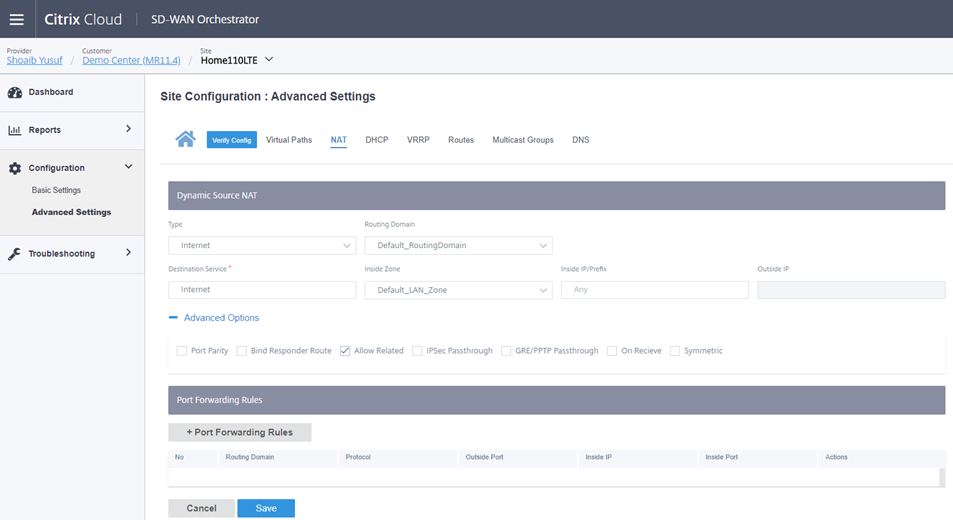 Citrix Cloud SD-WAN Orchestrator
Provider Customer Site
Shoaib Yusuf / Demo Center (MR11.4) / Home110LTE
Dashboard
Reports
Configuration
Basic Settings
Advanced Settings
Troubleshooting
Site Configuration : Advanced Settings
Verify Config Virtual Paths NAT DHCP VRRP Routes Multicast Groups DNS
Dynamic Source NAT
Type Routing Domain
Internet Default_RoutingDomain
Destination Service * Inside Zone Inside IP/Prefix Outside IP
Internet Default_LAN_Zone Any
Advanced Options
Port Parity Bind Responder Route Allow Related IPSec Passthrough GRE/PPTP Passthrough On Recieve Symmetric
Port Forwarding Rules
+ Port Forwarding Rules
No Routing Domain Protocol Outside Port Inside IP Inside Port Actions
Cancel Save